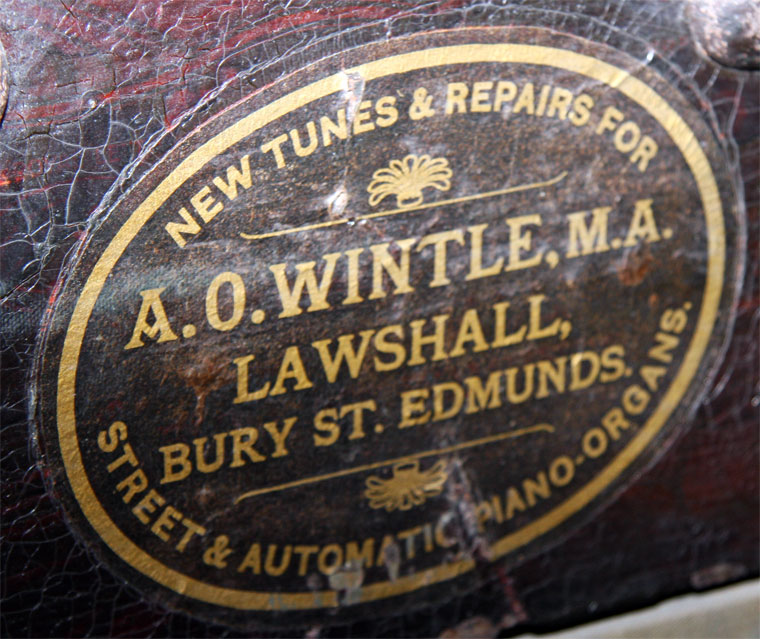 NEW TUNES & REPAIRS FOR
A. O. WINTLE, M.A.
LAWSHALL,
BURY ST. EDMUNDS.
STREET & AUTOMATIC PIANO-ORGANS.